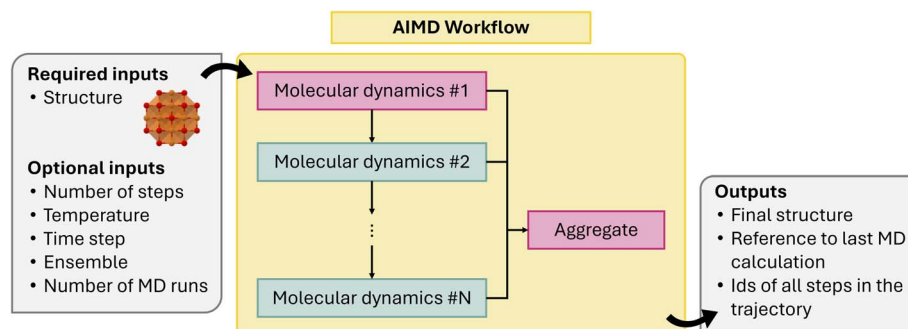 AIMD Workflow
Required inputs
• Structure
Optional inputs
• Number of steps
• Temperature
• Time step
• Ensemble
• Number of MD runs
Molecular dynamics #1
Molecular dynamics #2
⋮
Molecular dynamics #N
Aggregate
Outputs
• Final structure
• Reference to last MD
calculation
• Ids of all steps in the
trajectory